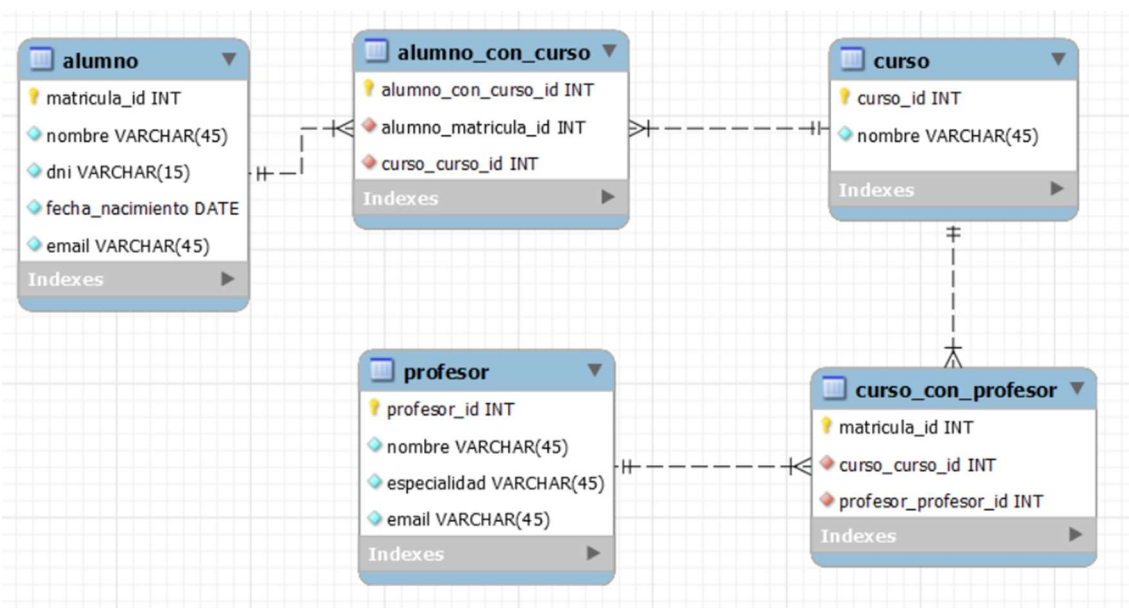 alumno
matricula_id INT
nombre VARCHAR(45)
dni VARCHAR(15)
fecha_nacimiento DATE
email VARCHAR(45)
Indexes
alumno_con_curso
alumno_con_curso_id INT
alumno_matricula_id INT
curso_curso_id INT
Indexes
curso
curso_id INT
nombre VARCHAR(45)
Indexes
profesor
profesor_id INT
nombre VARCHAR(45)
especialidad VARCHAR(45)
email VARCHAR(45)
Indexes
curso_con_profesor
matricula_id INT
curso_curso_id INT
profesor_profesor_id INT
Indexes